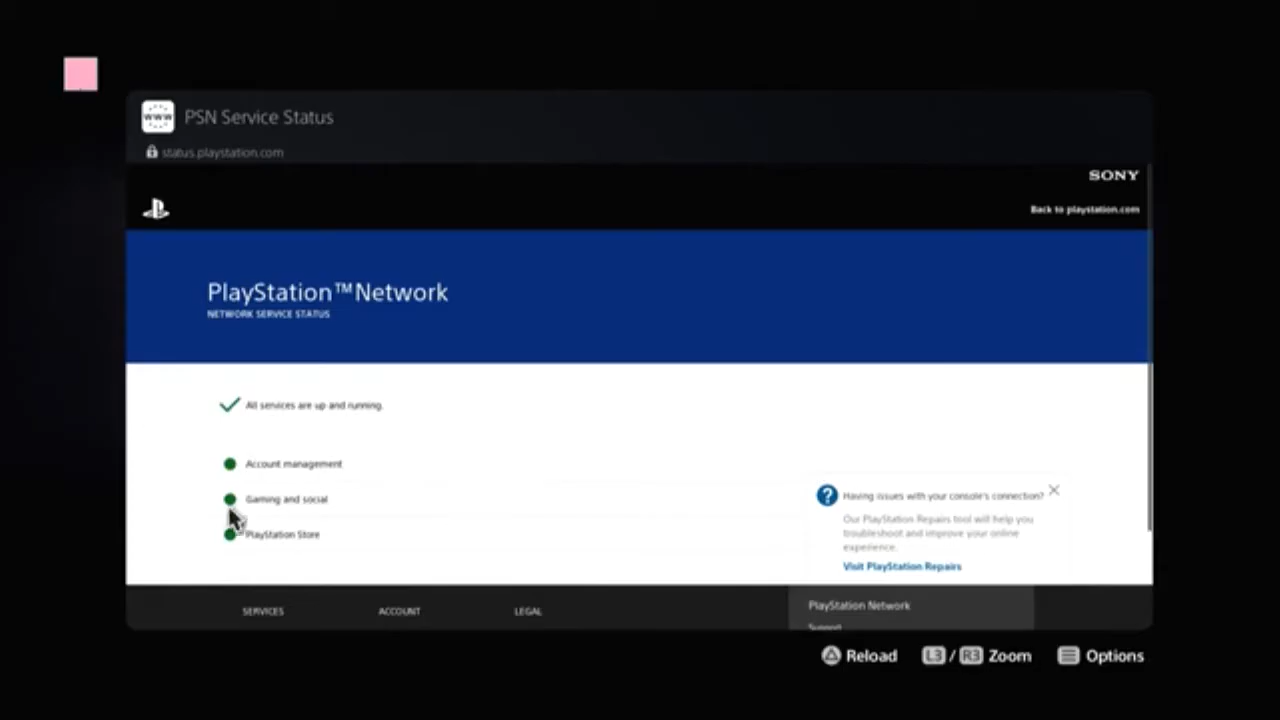 WWW
PSN Service Status
status.playstation.com
SONY
Back to playstation.com
PlayStation™Network
NETWORK SERVICE STATUS
All services are up and running.
Account management
Gaming and social
PlayStation Store
Having issues with your console's connection?
Our PlayStation Repairs tool will help you
troubleshoot and improve your online
experience.
Visit PlayStation Repairs
SERVICES ACCOUNT LEGAL
PlayStation Network
Support
Reload L3 / R3 Zoom Options